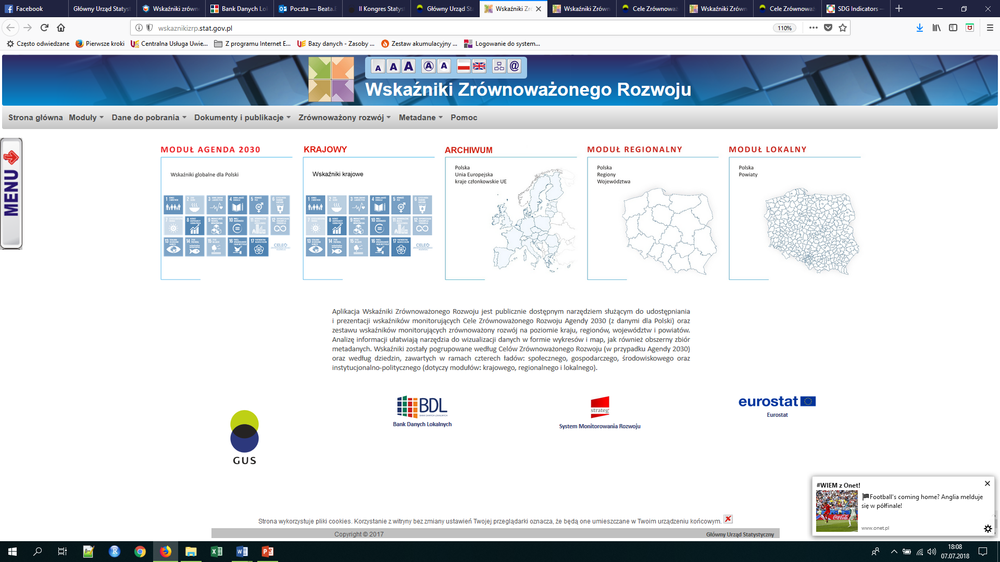 Facebook
Główny Urząd Statyst
Wskaźniki zrówn
Bank Danych Lo
Poczta — Beata.B
II Kongres Statys
Główny Urząd St
Wskaźniki Zr
Wskaźniki Zrówn
Cele Zrównoważ
Wskaźniki Zrówn
Cele Zrównoważ
SDG Indicators —
wskaznikizrp.stat.gov.pl
110%
Często odwiedzane
Pierwsze kroki
Centralna Usługa Uwie...
Z programu Internet E...
Bazy danych - Zasoby ...
Zestaw akumulacyjny ...
Logowanie do system...
A A A A A @
Wskaźniki Zrównoważonego Rozwoju
Strona główna Moduły Dane do pobrania Dokumenty i publikacje Zrównoważony rozwój Metadane Pomoc
MENU
MODUŁ AGENDA 2030
Wskaźniki globalne dla Polski
KRAJOWY
Wskaźniki krajowe
ARCHIWUM
Polska
Unia Europejska
kraje członkowskie UE
MODUŁ REGIONALNY
Polska
Regiony
Województwa
MODUŁ LOKALNY
Polska
Powiaty
Aplikacja Wskaźniki Zrównoważonego Rozwoju jest publicznie dostępnym narzędziem służącym do udostępniania
i prezentacji wskaźników monitorujących Cele Zrównoważonego Rozwoju Agendy 2030 (z danymi dla Polski) oraz
zestawu wskaźników monitorujących zrównoważony rozwój na poziomie kraju, regionów, województw i powiatów.
Analizę informacji ułatwiają narzędzia do wizualizacji danych w formie wykresów i map, jak również obszerny zbiór
metadanych. Wskaźniki zostały pogrupowane według Celów Zrównoważonego Rozwoju (w przypadku Agendy 2030)
oraz według dziedzin, zawartych w ramach czterech ładów: społecznego, gospodarczego, środowiskowego oraz
instytucjonalno-politycznego (dotyczy modułów: krajowego, regionalnego i lokalnego).
GUS
BDL
BANK DANYCH LOKALNYCH
Bank Danych Lokalnych
strateg
System Monitorowania Rozwoju
eurostat
Eurostat
#WIEM z Onet!
Football's coming home? Anglia melduje
się w półfinale!
www.onet.pl
Strona wykorzystuje pliki cookies. Korzystanie z witryny bez zmiany ustawień Twojej przeglądarki oznacza, że będą one umieszczane w Twoim urządzeniu końcowym.
Copyright © 2017
Główny Urząd Statystyczny
18:08
07.07.2018